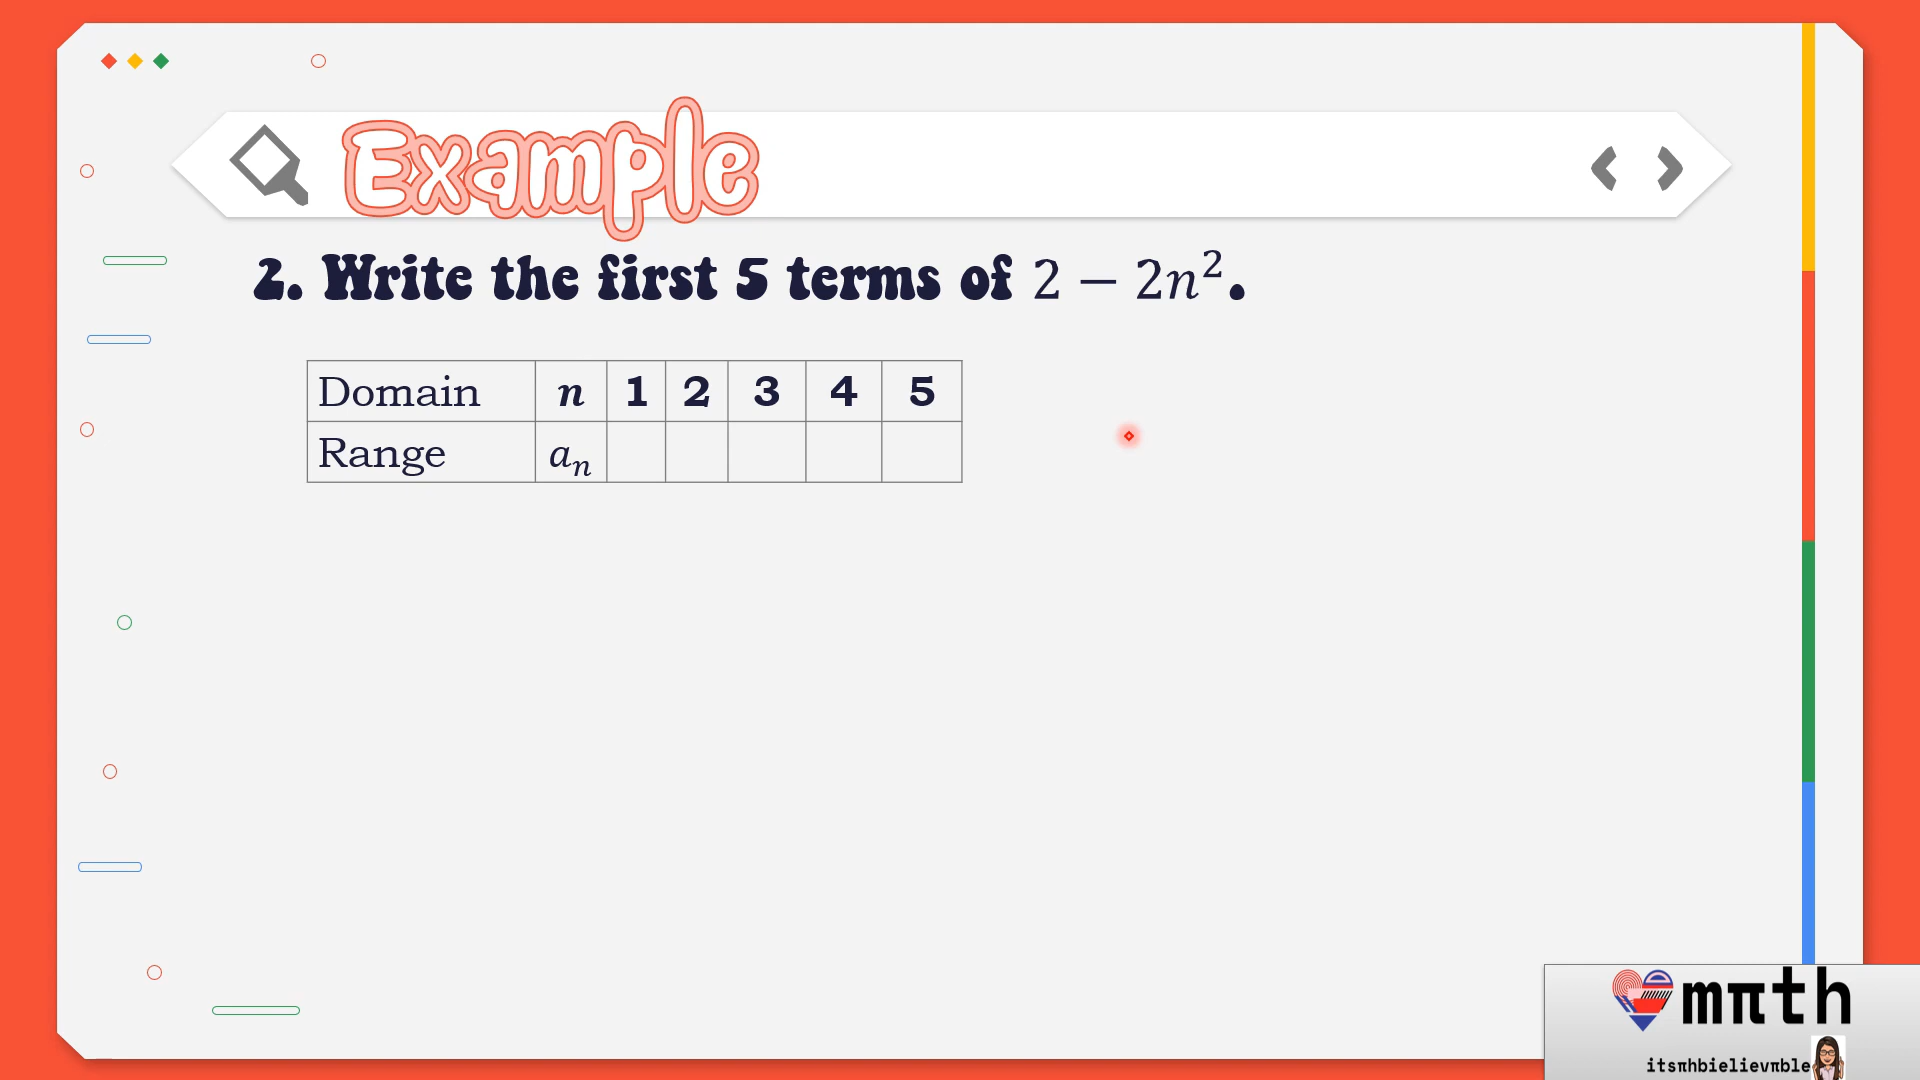 Example
2. Write the first 5 terms of 2 − 2n².
Domain n 1 2 3 4 5
Range aₙ
mπth
itsπhbielievπble